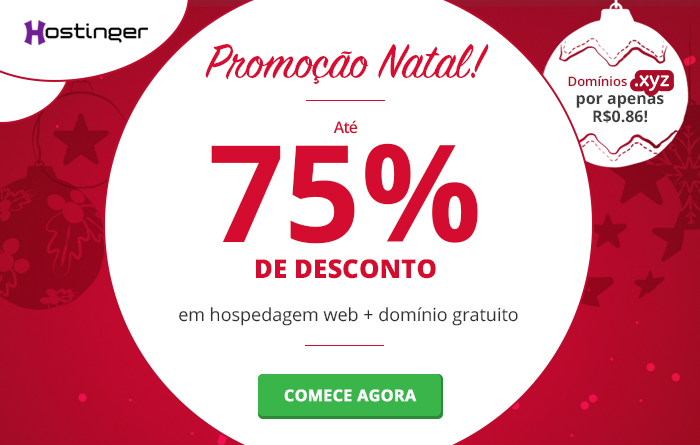 Hostinger
Promoção Natal!
Domínios .xyz
por apenas
R$0.86!
Até
75%
DE DESCONTO
em hospedagem web + domínio gratuito
COMECE AGORA